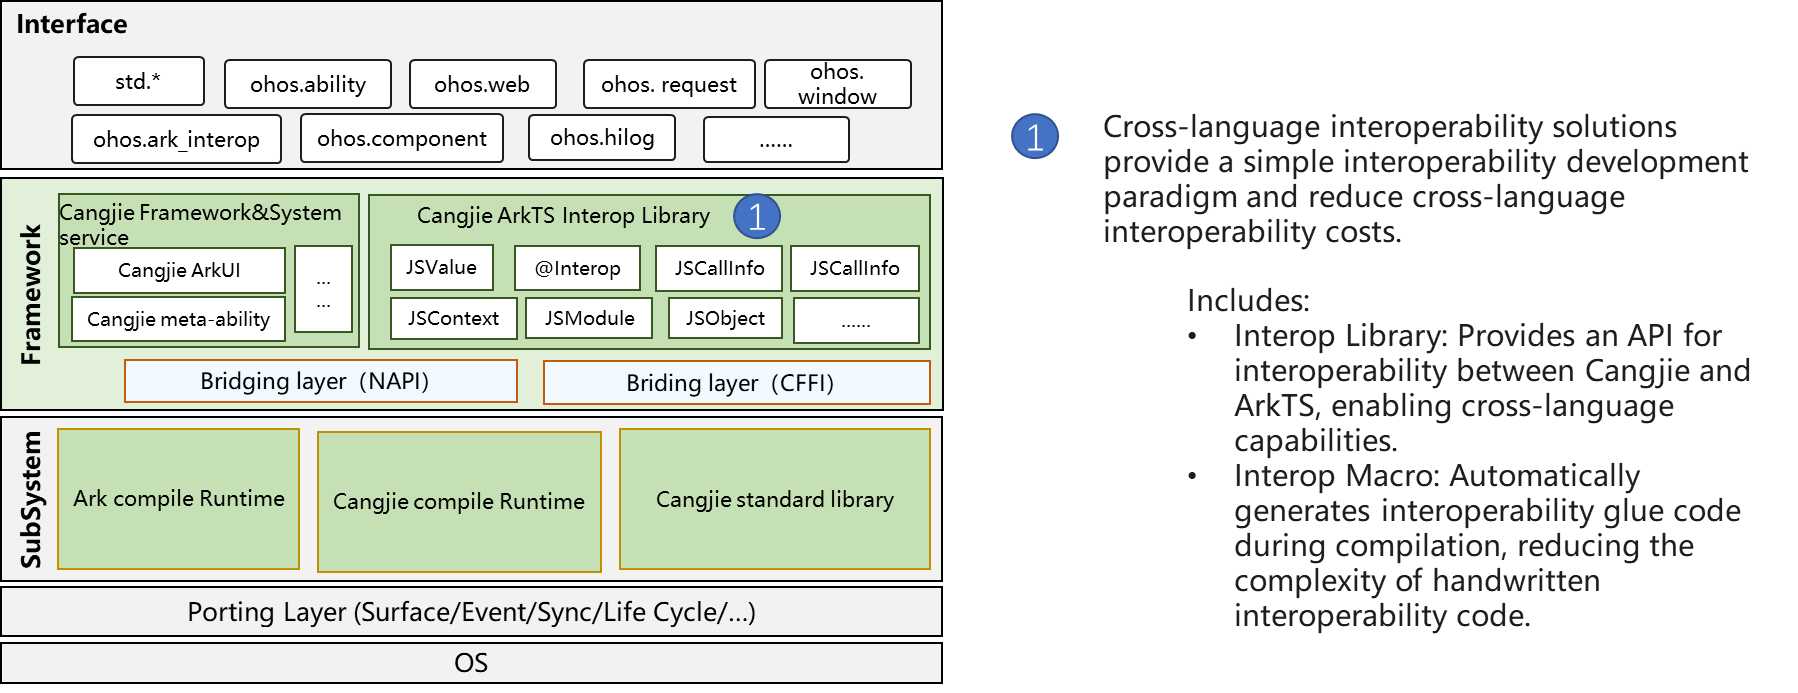 Interface
std.*
ohos.ability
ohos.web
ohos. request
ohos.
window
ohos.ark_interop
ohos.component
ohos.hilog
......
Framework
Cangjie Framework&System
service
Cangjie ArkUI
Cangjie meta-ability
...
...
Cangjie ArkTS Interop Library
1
JSValue
@Interop
JSCallInfo
JSCallInfo
JSContext
JSModule
JSObject
......
Bridging layer（NAPI）
Briding layer（CFFI）
SubSystem
Ark compile Runtime
Cangjie compile Runtime
Cangjie standard library
Porting Layer (Surface/Event/Sync/Life Cycle/...)
OS
1
Cross-language interoperability solutions
provide a simple interoperability development
paradigm and reduce cross-language
interoperability costs.
Includes:
• Interop Library: Provides an API for
interoperability between Cangjie and
ArkTS, enabling cross-language
capabilities.
• Interop Macro: Automatically
generates interoperability glue code
during compilation, reducing the
complexity of handwritten
interoperability code.